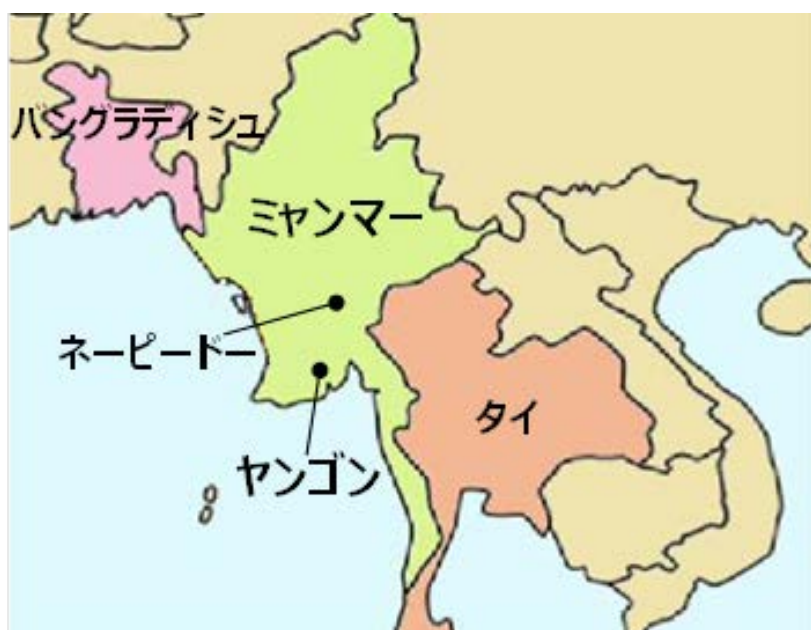 バングラディシュ
ミャンマー
ネーピードー
タイ
ヤンゴン